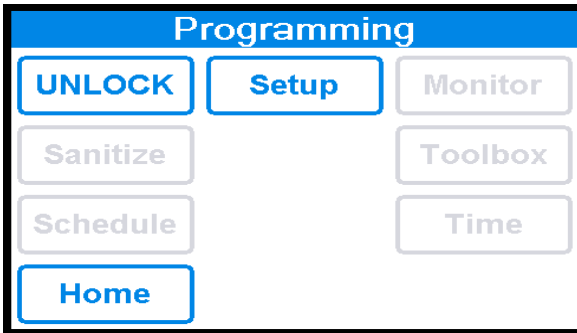 Programming
UNLOCK Setup Monitor
Sanitize Toolbox
Schedule Time
Home